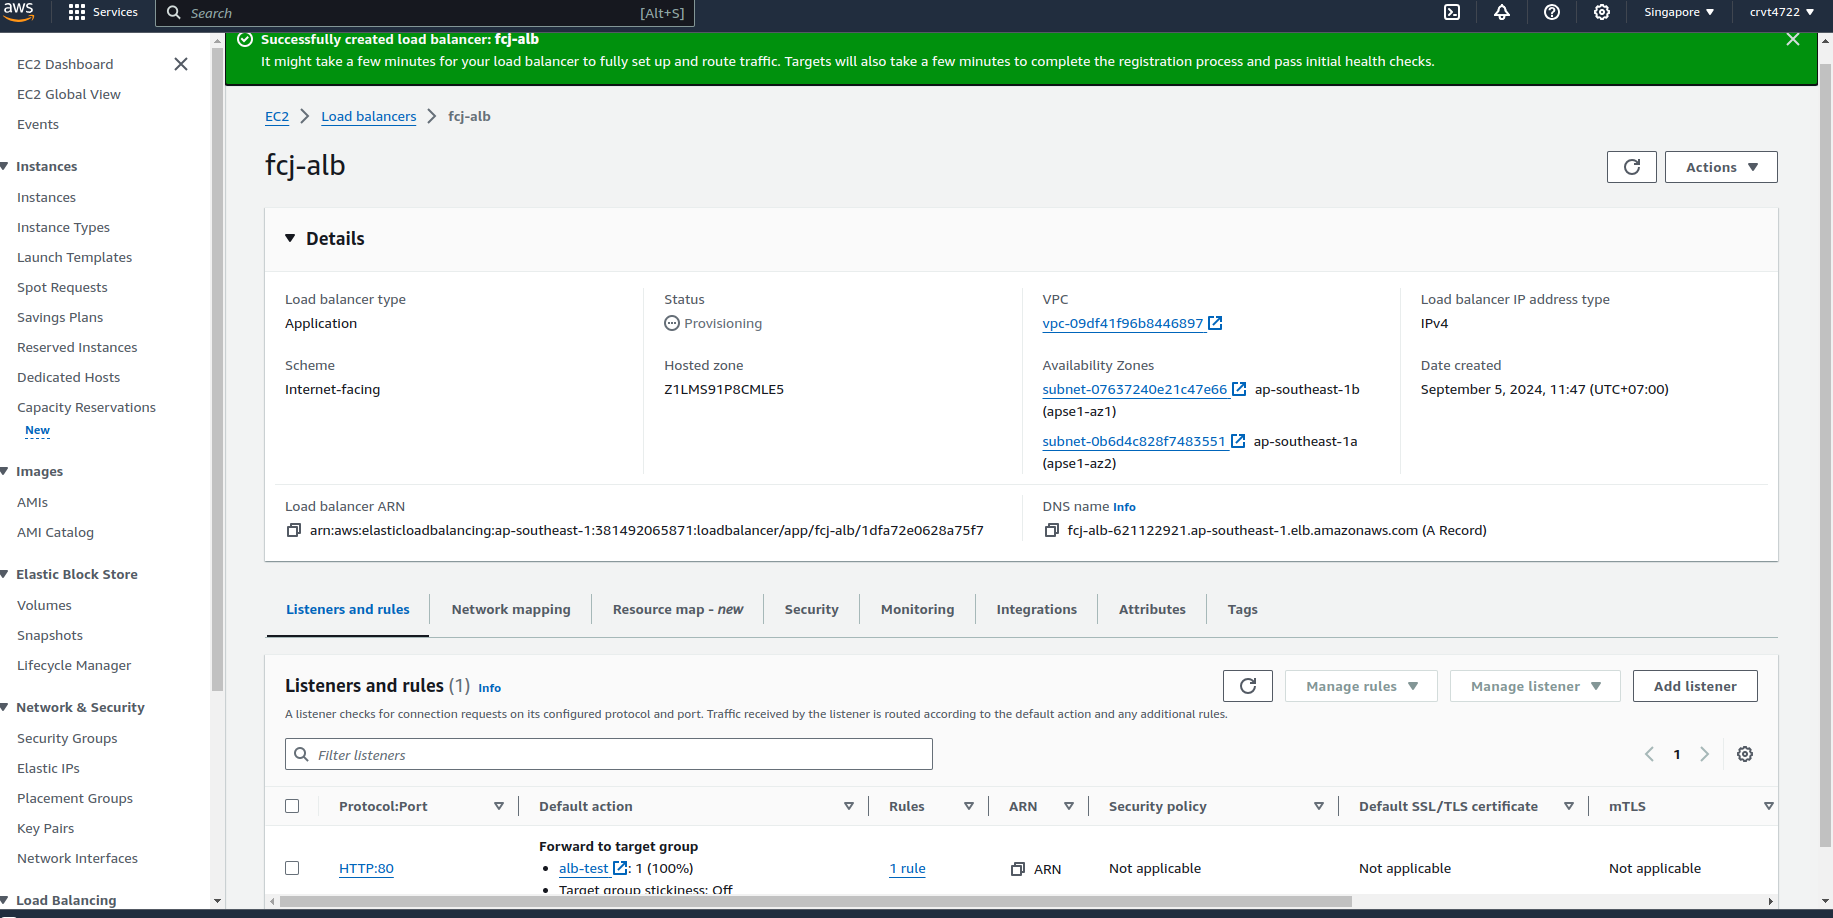 aws
Services
Search
[Alt+S]
Singapore
crvt4722
EC2 Dashboard
EC2 Global View
Events
Instances
Instances
Instance Types
Launch Templates
Spot Requests
Savings Plans
Reserved Instances
Dedicated Hosts
Capacity Reservations
New
Images
AMIs
AMI Catalog
Elastic Block Store
Volumes
Snapshots
Lifecycle Manager
Network & Security
Security Groups
Elastic IPs
Placement Groups
Key Pairs
Network Interfaces
Load Balancing
Successfully created load balancer: fcj-alb
It might take a few minutes for your load balancer to fully set up and route traffic. Targets will also take a few minutes to complete the registration process and pass initial health checks.
EC2 > Load balancers > fcj-alb
fcj-alb
Actions
Details
Load balancer type
Application
Status
Provisioning
VPC
vpc-09df41f96b8446897
Load balancer IP address type
IPv4
Scheme
Internet-facing
Hosted zone
Z1LMS91P8CMLE5
Availability Zones
subnet-07637240e21c47e66 ap-southeast-1b
(apse1-az1)
subnet-0b6d4c828f7483551 ap-southeast-1a
(apse1-az2)
Date created
September 5, 2024, 11:47 (UTC+07:00)
Load balancer ARN
arn:aws:elasticloadbalancing:ap-southeast-1:381492065871:loadbalancer/app/fcj-alb/1dfa72e0628a75f7
DNS name Info
fcj-alb-621122921.ap-southeast-1.elb.amazonaws.com (A Record)
Listeners and rules
Network mapping
Resource map - new
Security
Monitoring
Integrations
Attributes
Tags
Listeners and rules (1) Info
Manage rules
Manage listener
Add listener
A listener checks for connection requests on its configured protocol and port. Traffic received by the listener is routed according to the default action and any additional rules.
Filter listeners
1
Protocol:Port
Default action
Rules
ARN
Security policy
Default SSL/TLS certificate
mTLS
HTTP:80
Forward to target group
• alb-test : 1 (100%)
• Target group stickiness: Off
1 rule
ARN
Not applicable
Not applicable
Not applicable